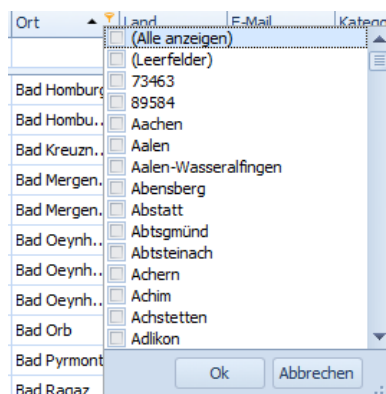 Ort Land E-Mail Katego
(Alle anzeigen)
(Leerfelder)
73463
89584
Aachen
Aalen
Aalen-Wasseralfingen
Abensberg
Abstatt
Abtsgmünd
Abtsteinach
Achern
Achim
Achstetten
Adlikon
Ok Abbrechen
Bad Homburg
Bad Hombu..
Bad Kreuzn..
Bad Mergen.
Bad Mergen.
Bad Oeynh..
Bad Oeynh..
Bad Oeynh..
Bad Orb
Bad Pyrmont
Bad Ragaz